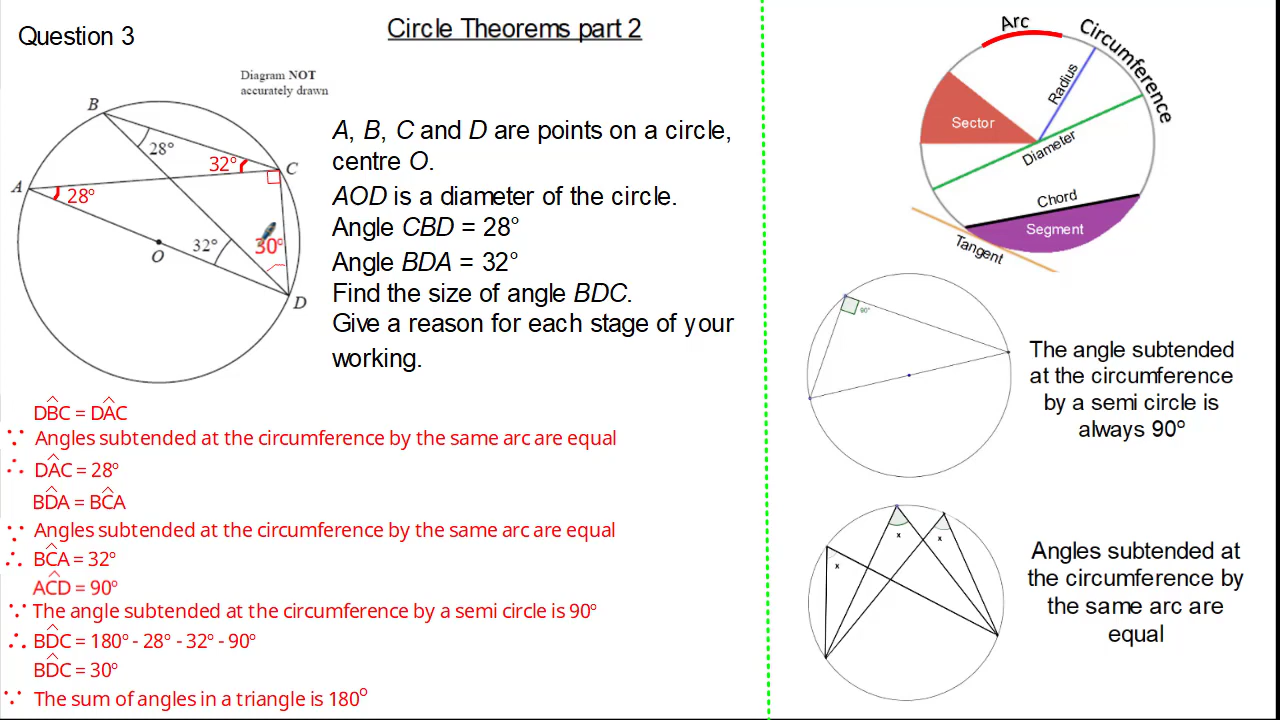 Question 3
Circle Theorems part 2
Diagram NOT
accurately drawn
B
28°
32°
C
A
28°
O
32°
30°
D
A, B, C and D are points on a circle,
centre O.
AOD is a diameter of the circle.
Angle CBD = 28°
Angle BDA = 32°
Find the size of angle BDC.
Give a reason for each stage of your
working.
DB̂C = DÂC
∵ Angles subtended at the circumference by the same arc are equal
∴ DÂC = 28°
BD̂A = BĈA
∵ Angles subtended at the circumference by the same arc are equal
∴ BĈA = 32°
AĈD = 90°
∵ The angle subtended at the circumference by a semi circle is 90°
∴ BD̂C = 180° - 28° - 32° - 90°
BD̂C = 30°
∵ The sum of angles in a triangle is 180°
Arc
Circumference
Radius
Sector
Diameter
Chord
Segment
Tangent
90°
The angle subtended
at the circumference
by a semi circle is
always 90°
x
x
x
Angles subtended at
the circumference by
the same arc are
equal